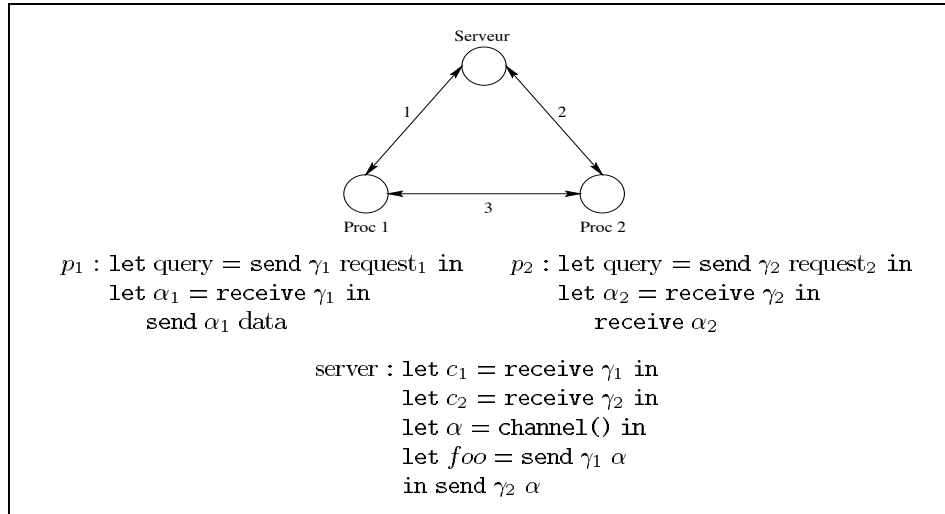 Serveur
1
2
3
Proc 1
Proc 2
p₁ : let query = send γ₁ request₁ in
let α₁ = receive γ₁ in
send α₁ data
p₂ : let query = send γ₂ request₂ in
let α₂ = receive γ₂ in
receive α₂
server : let c₁ = receive γ₁ in
let c₂ = receive γ₂ in
let α = channel() in
let foo = send γ₁ α
in send γ₂ α